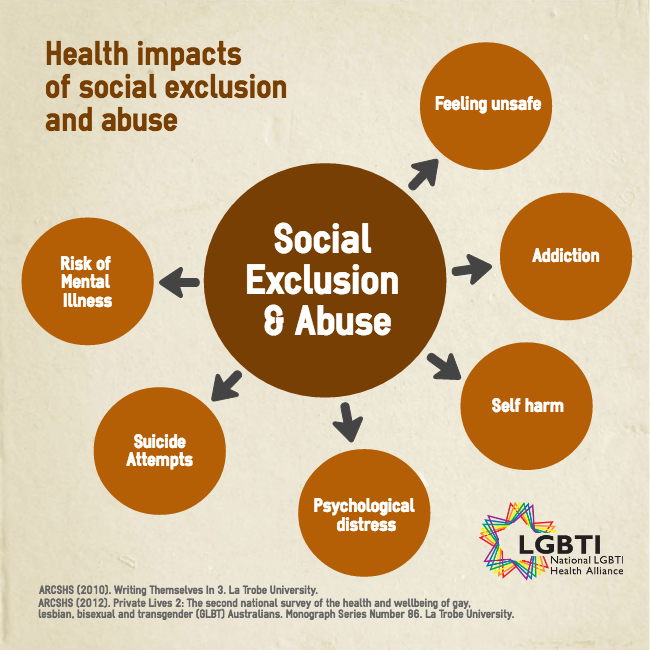 Health impacts
of social exclusion
and abuse
Feeling unsafe
Social
Exclusion
& Abuse
Addiction
Risk of
Mental
Illness
Self harm
Suicide
Attempts
Psychological
distress
LGBTI
National LGBTI
Health Alliance
ARCSHS (2010). Writing Themselves In 3. La Trobe University.
ARCSHS (2012). Private Lives 2: The second national survey of the health and wellbeing of gay,
lesbian, bisexual and transgender (GLBT) Australians. Monograph Series Number 86. La Trobe University.